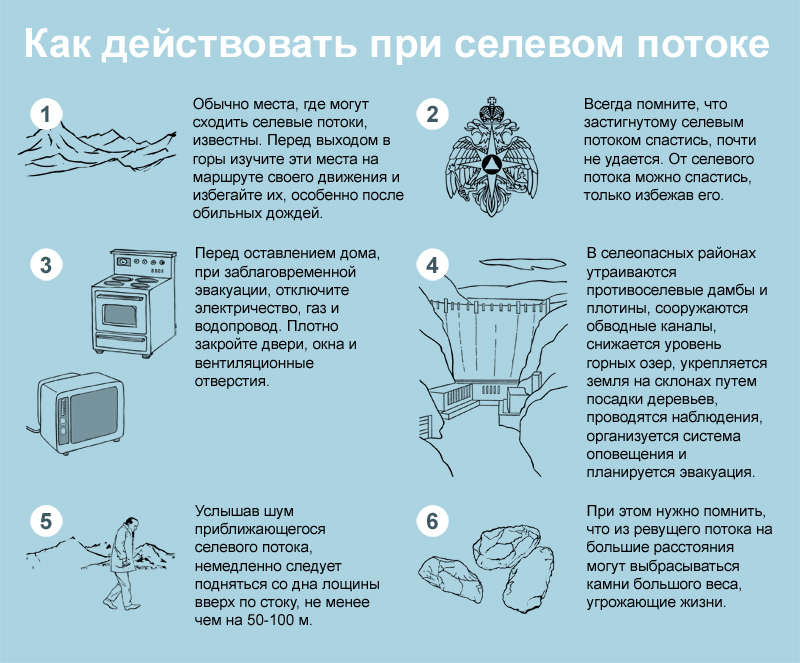 Как действовать при селевом потоке
1
Обычно места, где могут
сходить селевые потоки,
известны. Перед выходом в
горы изучите эти места на
маршруте своего движения и
избегайте их, особенно после
обильных дождей.
2
Всегда помните, что
застигнутому селевым
потоком спастись, почти
не удается. От селевого
потока можно спастись,
только избежав его.
3
Перед оставлением дома,
при заблаговременной
эвакуации, отключите
электричество, газ и
водопровод. Плотно
закройте двери, окна и
вентиляционные
отверстия.
4
В селеопасных районах
утраиваются
противоселевые дамбы и
плотины, сооружаются
обводные каналы,
снижается уровень
горных озер, укрепляется
земля на склонах путем
посадки деревьев,
проводятся наблюдения,
организуется система
оповещения и
планируется эвакуация.
5
Услышав шум
приближающегося
селевого потока,
немедленно следует
подняться со дна лощины
вверх по стоку, не менее
чем на 50-100 м.
6
При этом нужно помнить,
что из ревущего потока на
большие расстояния
могут выбрасываться
камни большого веса,
угрожающие жизни.